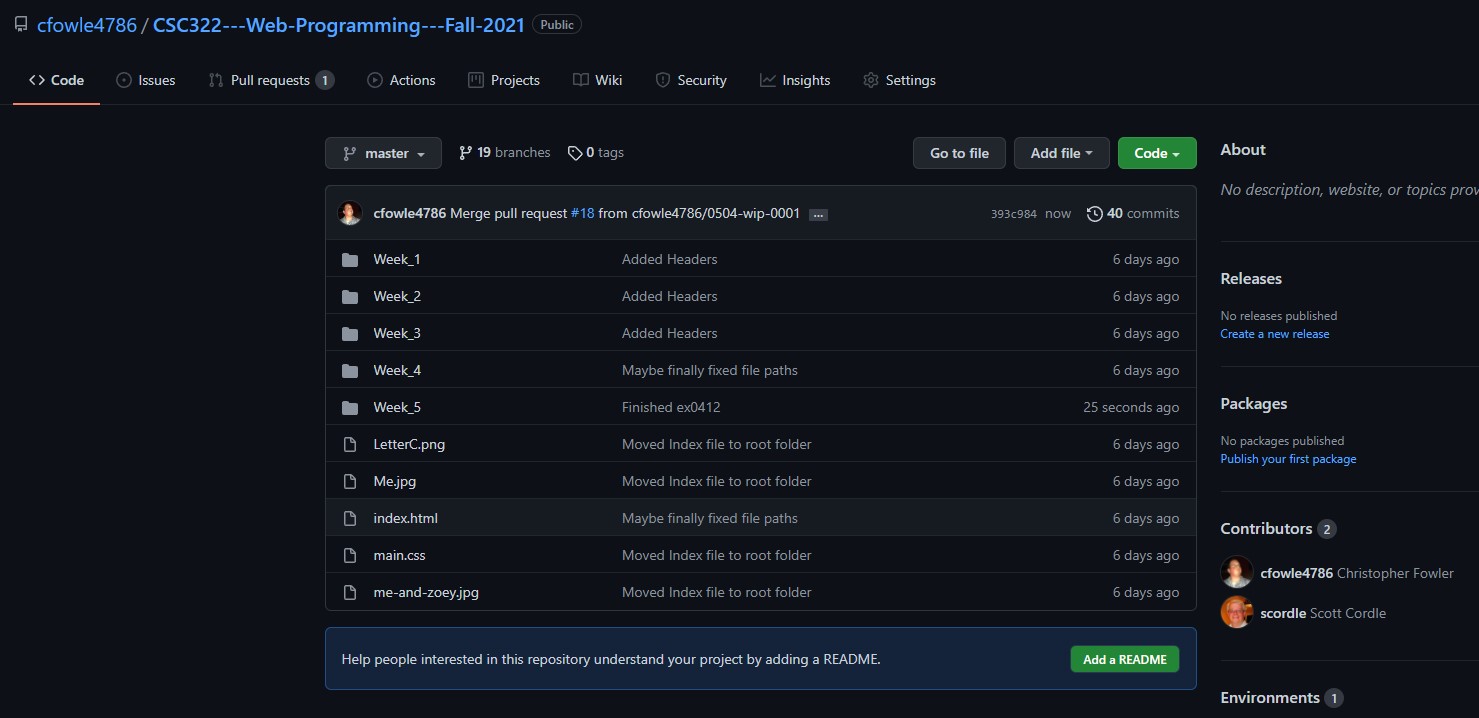 cfowle4786 / CSC322---Web-Programming---Fall-2021 Public
Code Issues Pull requests 1 Actions Projects Wiki Security Insights Settings
master 19 branches 0 tags Go to file Add file Code
cfowle4786 Merge pull request #18 from cfowle4786/0504-wip-0001 ... 393c984 now 40 commits
Week_1 Added Headers 6 days ago
Week_2 Added Headers 6 days ago
Week_3 Added Headers 6 days ago
Week_4 Maybe finally fixed file paths 6 days ago
Week_5 Finished ex0412 25 seconds ago
LetterC.png Moved Index file to root folder 6 days ago
Me.jpg Moved Index file to root folder 6 days ago
index.html Maybe finally fixed file paths 6 days ago
main.css Moved Index file to root folder 6 days ago
me-and-zoey.jpg Moved Index file to root folder 6 days ago
Help people interested in this repository understand your project by adding a README. Add a README
About
No description, website, or topics prov
Releases
No releases published
Create a new release
Packages
No packages published
Publish your first package
Contributors 2
cfowle4786 Christopher Fowler
scordle Scott Cordle
Environments 1